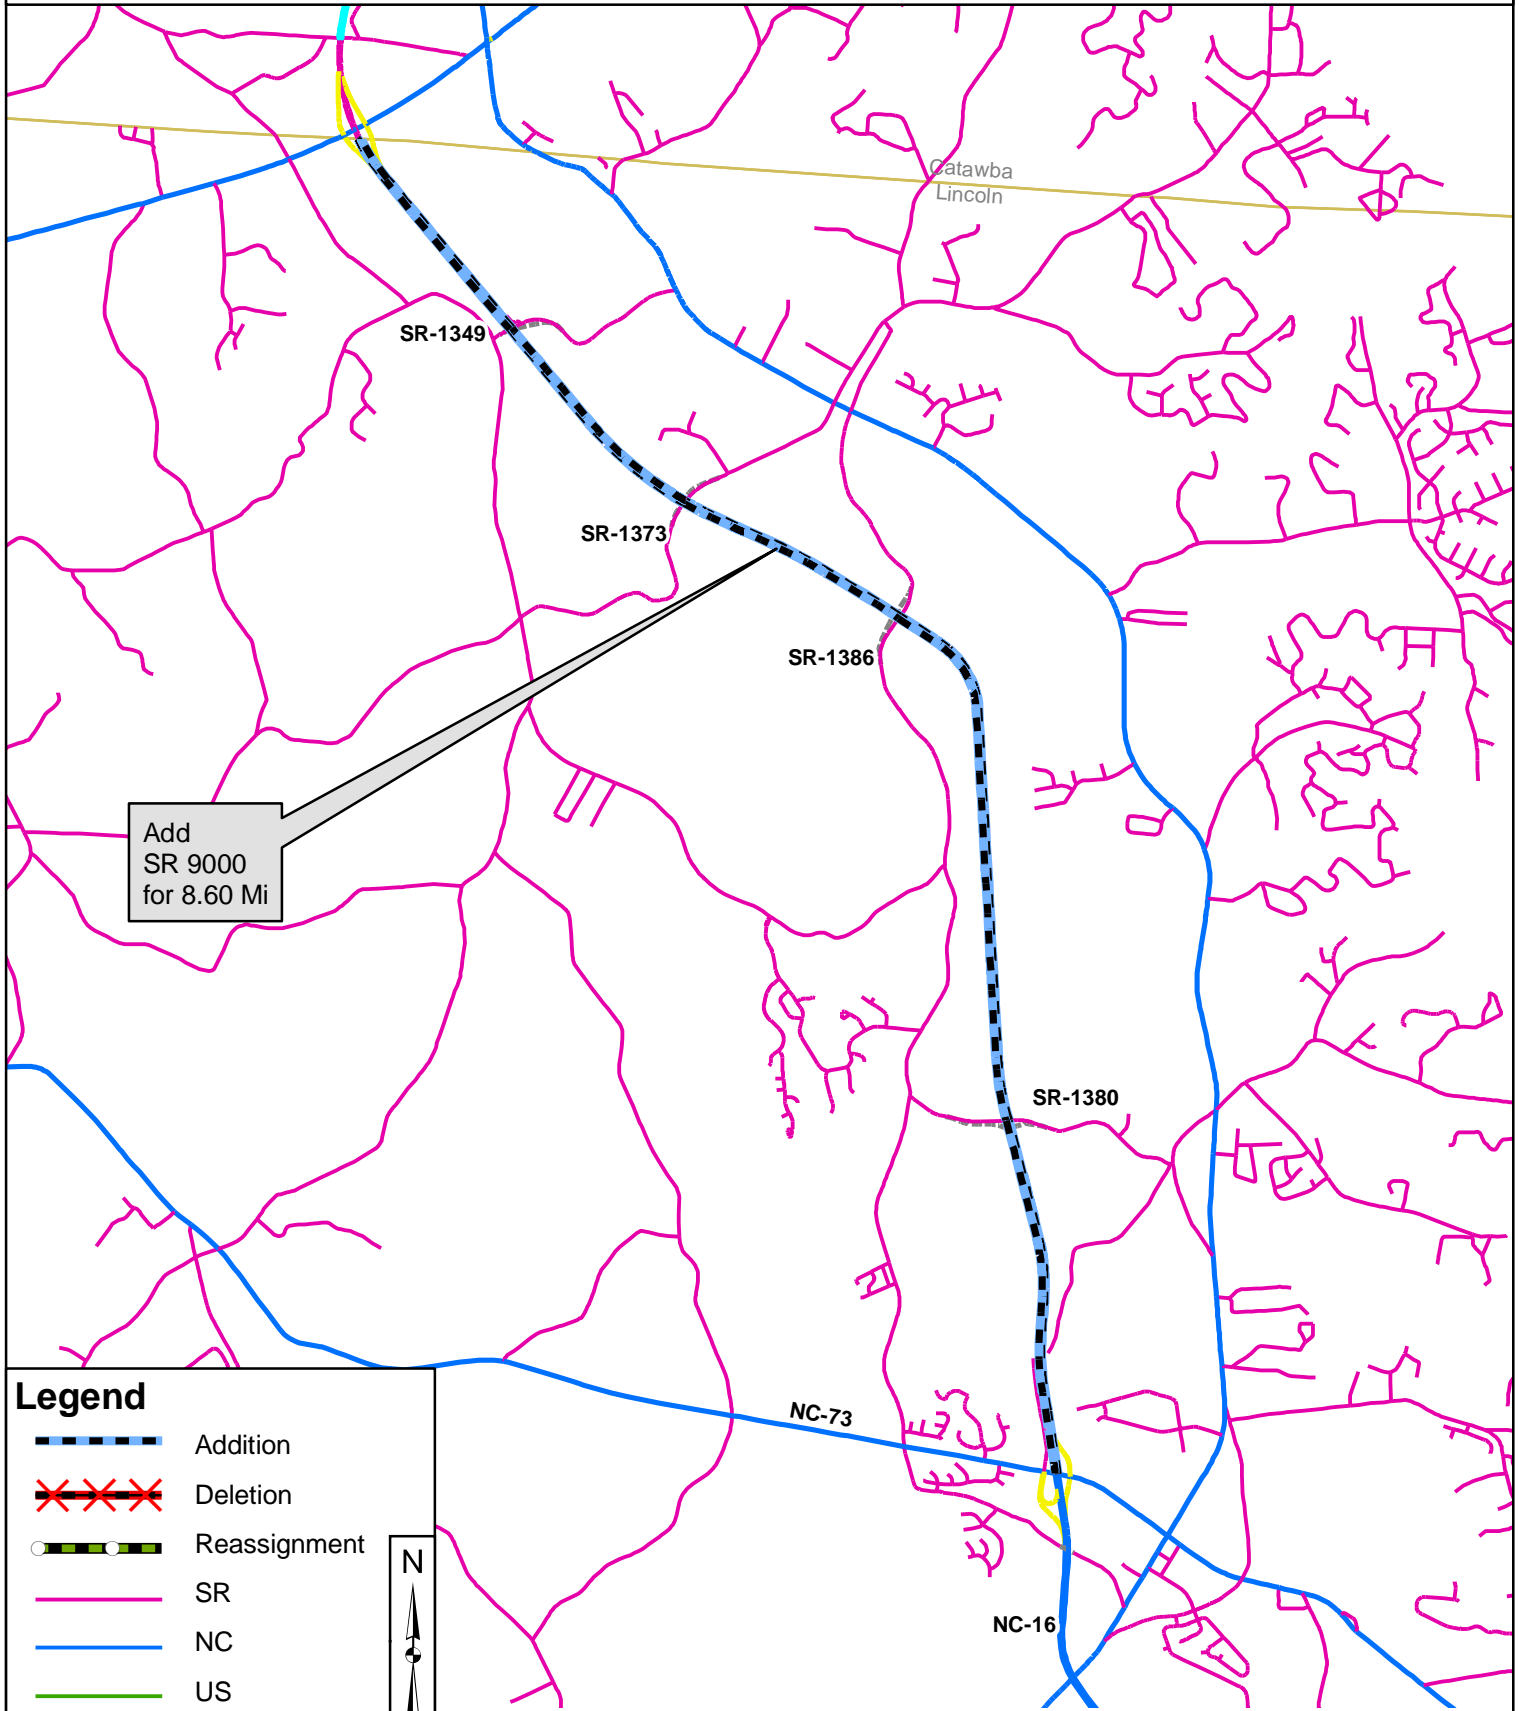 Catawba
Lincoln
SR-1349
SR-1373
SR-1386
Add
SR 9000
for 8.60 Mi
SR-1380
NC-73
NC-16
Legend
Addition
Deletion
Reassignment
SR
NC
US
N